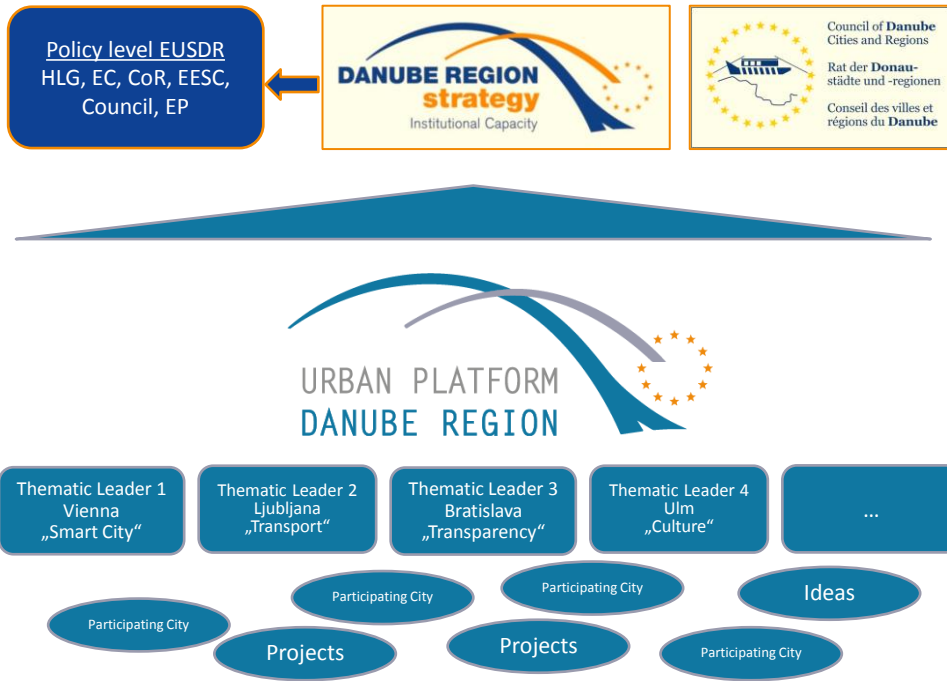 Policy level EUSDR
HLG, EC, CoR, EESC,
Council, EP
DANUBE REGION
strategy
Institutional Capacity
Council of Danube
Cities and Regions
Rat der Donau-
städte und -regionen
Conseil des villes et
régions du Danube
URBAN PLATFORM
DANUBE REGION
Thematic Leader 1
Vienna
„Smart City“
Thematic Leader 2
Ljubljana
„Transport“
Thematic Leader 3
Bratislava
„Transparency“
Thematic Leader 4
Ulm
„Culture“
...
Participating City
Participating City
Participating City
Ideas
Projects
Projects
Participating City